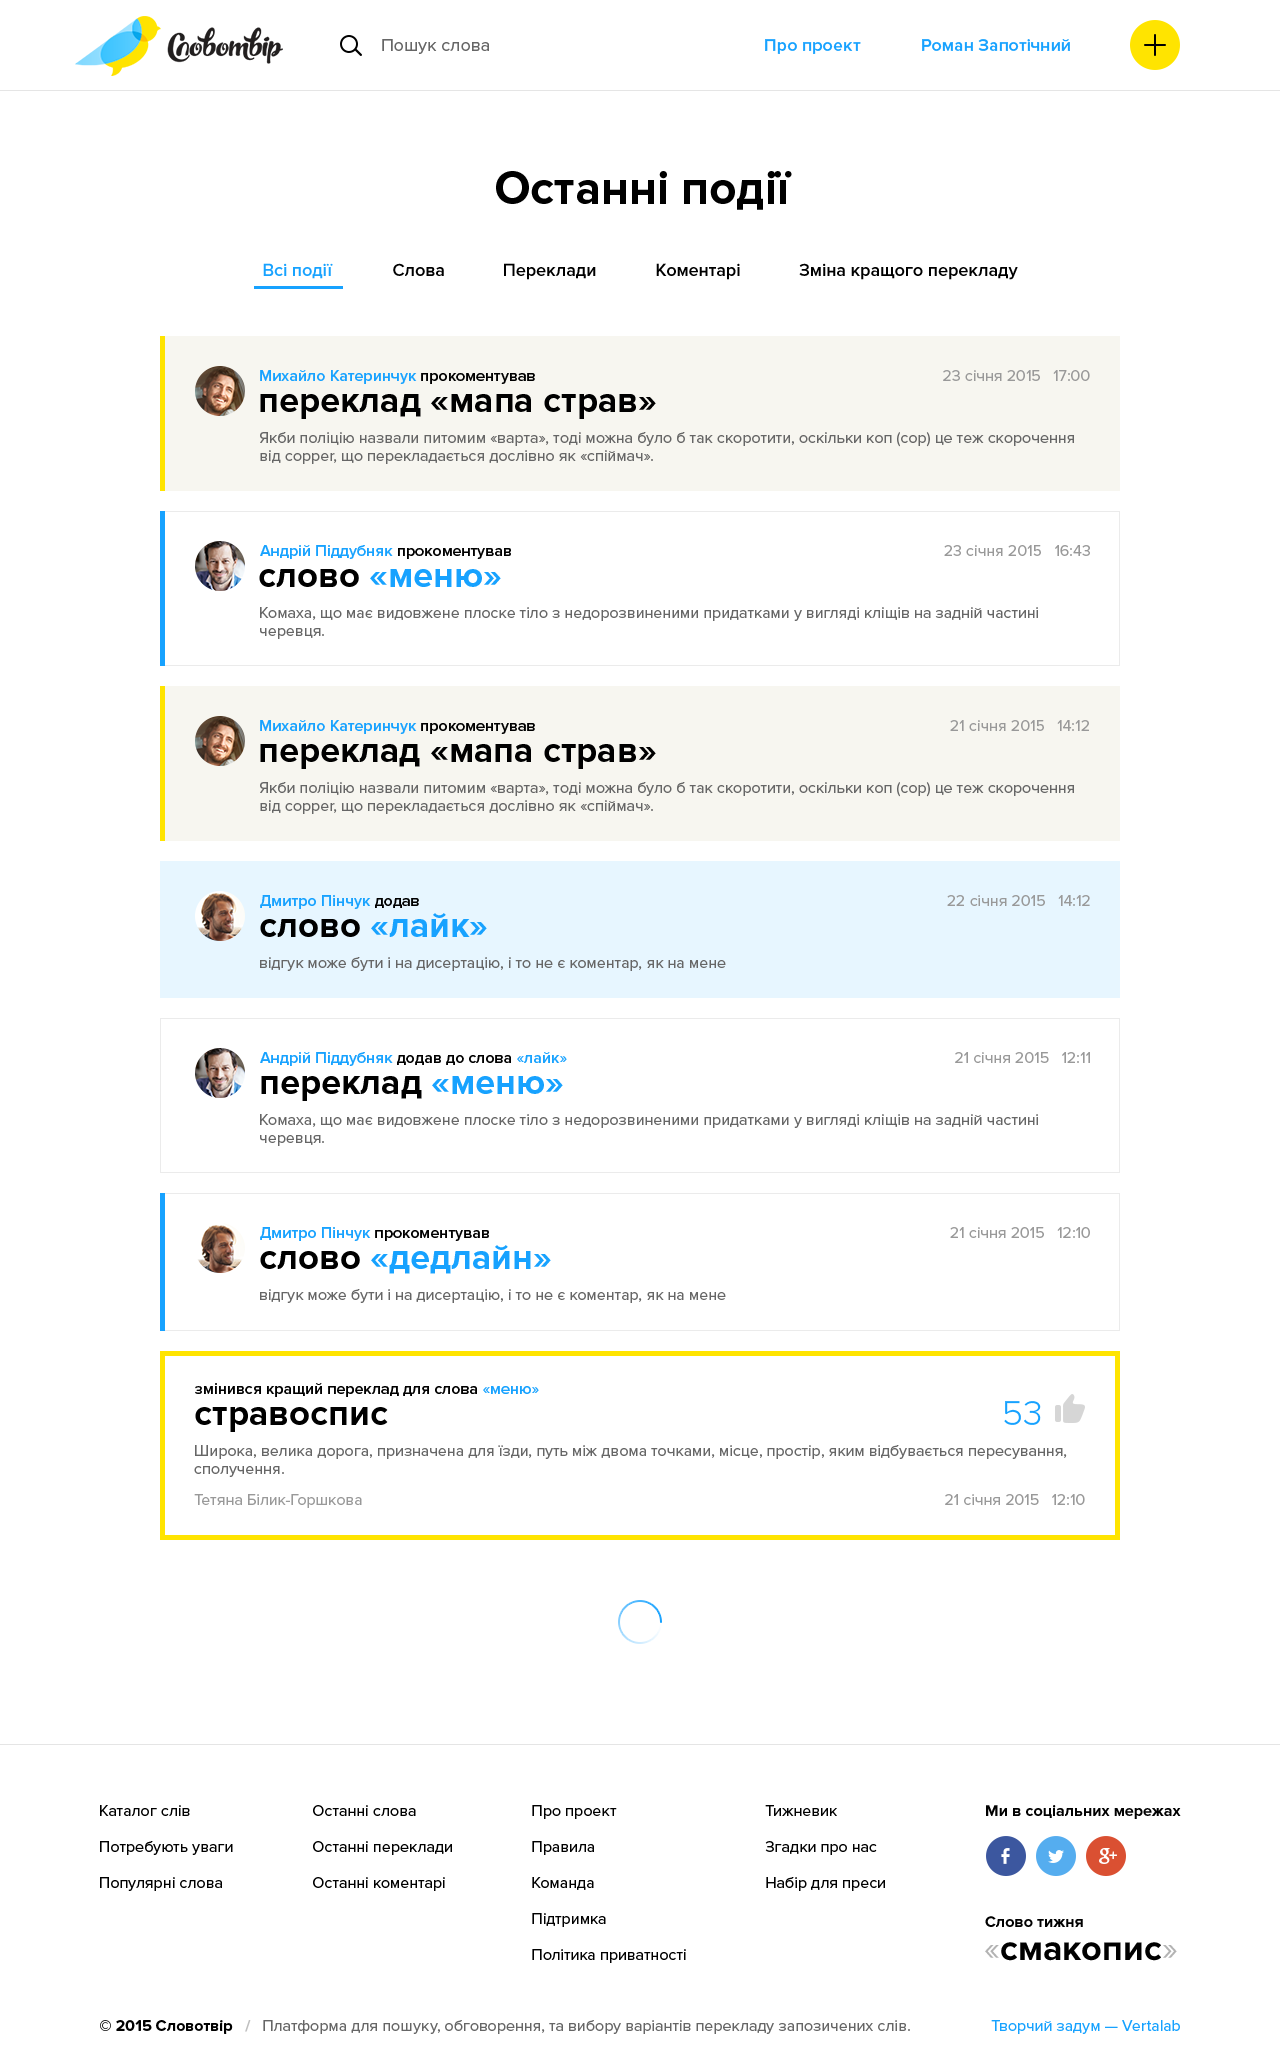 Словотвір
Пошук слова
Про проект
Роман Запотічний
Останні події
Всі події
Слова
Переклади
Коментарі
Зміна кращого перекладу
Михайло Катеринчук прокоментував
23 січня 2015 17:00
переклад «мапа страв»
Якби поліцію назвали питомим «варта», тоді можна було б так скоротити, оскільки коп (cop) це теж скорочення
від copper, що перекладається дослівно як «спіймач».
Андрій Піддубняк прокоментував
23 січня 2015 16:43
слово «меню»
Комаха, що має видовжене плоске тіло з недорозвиненими придатками у вигляді кліщів на задній частині
черевця.
Михайло Катеринчук прокоментував
21 січня 2015 14:12
переклад «мапа страв»
Якби поліцію назвали питомим «варта», тоді можна було б так скоротити, оскільки коп (cop) це теж скорочення
від copper, що перекладається дослівно як «спіймач».
Дмитро Пінчук додав
22 січня 2015 14:12
слово «лайк»
відгук може бути і на дисертацію, і то не є коментар, як на мене
Андрій Піддубняк додав до слова «лайк»
21 січня 2015 12:11
переклад «меню»
Комаха, що має видовжене плоске тіло з недорозвиненими придатками у вигляді кліщів на задній частині
черевця.
Дмитро Пінчук прокоментував
21 січня 2015 12:10
слово «дедлайн»
відгук може бути і на дисертацію, і то не є коментар, як на мене
змінився кращий переклад для слова «меню»
стравоспис
53
Широка, велика дорога, призначена для їзди, путь між двома точками, місце, простір, яким відбувається пересування,
сполучення.
Тетяна Білик-Горшкова
21 січня 2015 12:10
Каталог слів
Потребують уваги
Популярні слова
Останні слова
Останні переклади
Останні коментарі
Про проект
Правила
Команда
Підтримка
Політика приватності
Тижневик
Згадки про нас
Набір для преси
Ми в соціальних мережах
f
g+
Слово тижня
«смакопис»
© 2015 Словотвір / Платформа для пошуку, обговорення, та вибору варіантів перекладу запозичених слів.
Творчий задум — Vertalab